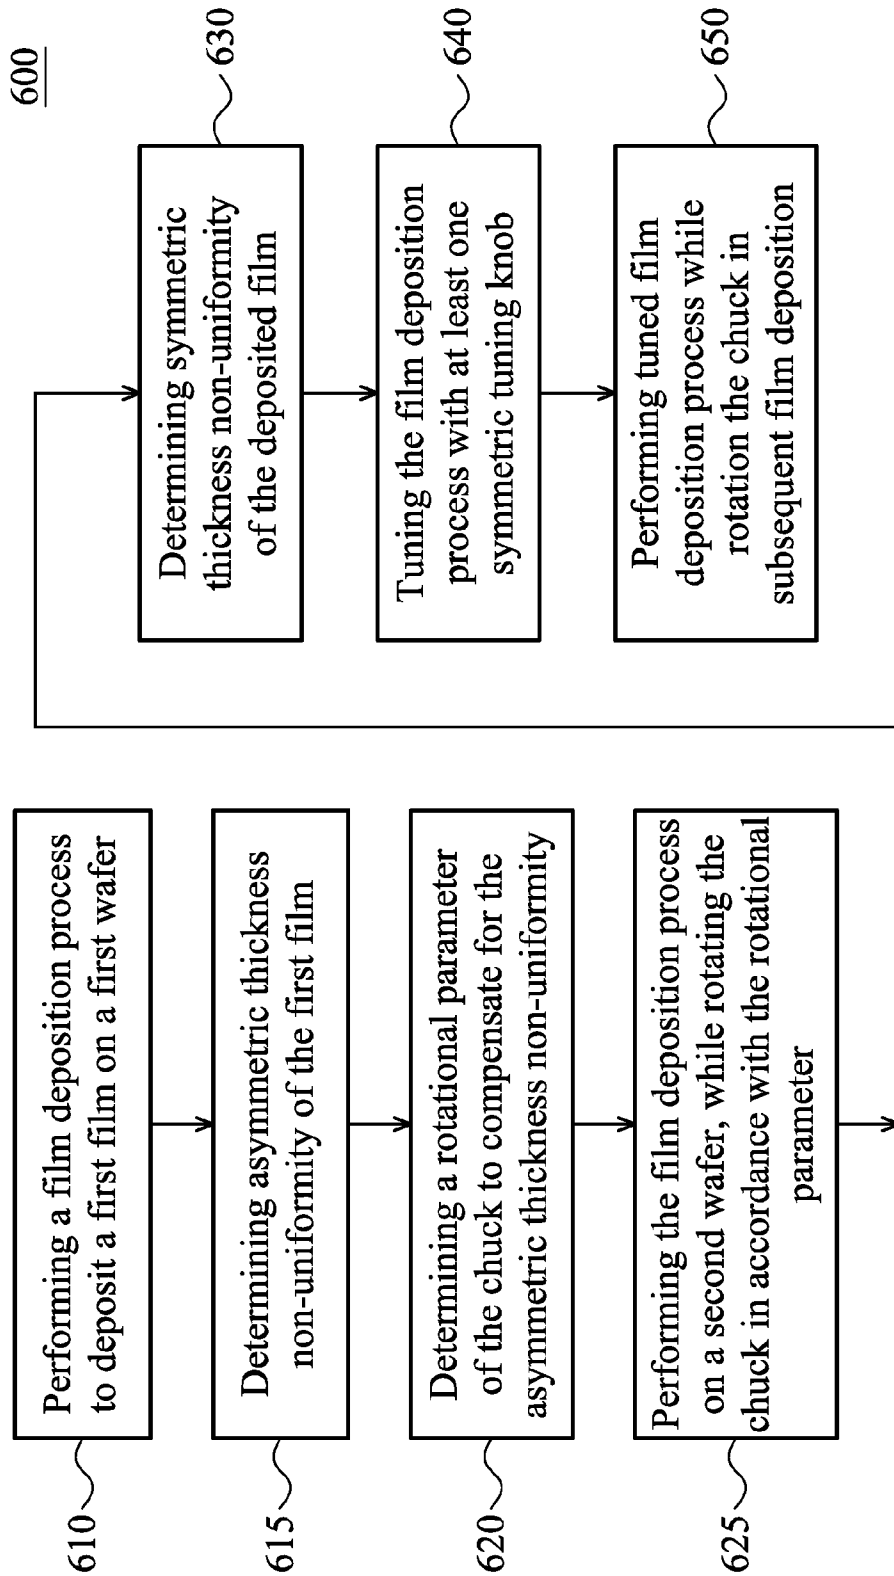 600
610
Performing a film deposition process
to deposit a first film on a first wafer
615
Determining asymmetric thickness
non-uniformity of the first film
620
Determining a rotational parameter
of the chuck to compensate for the
asymmetric thickness non-uniformity
625
Performing the film deposition process
on a second wafer, while rotating the
chuck in accordance with the rotational
parameter
Determining symmetric
thickness non-uniformity
of the deposited film
630
Tuning the film deposition
process with at least one
symmetric tuning knob
640
Performing tuned film
deposition process while
rotation the chuck in
subsequent film deposition
650